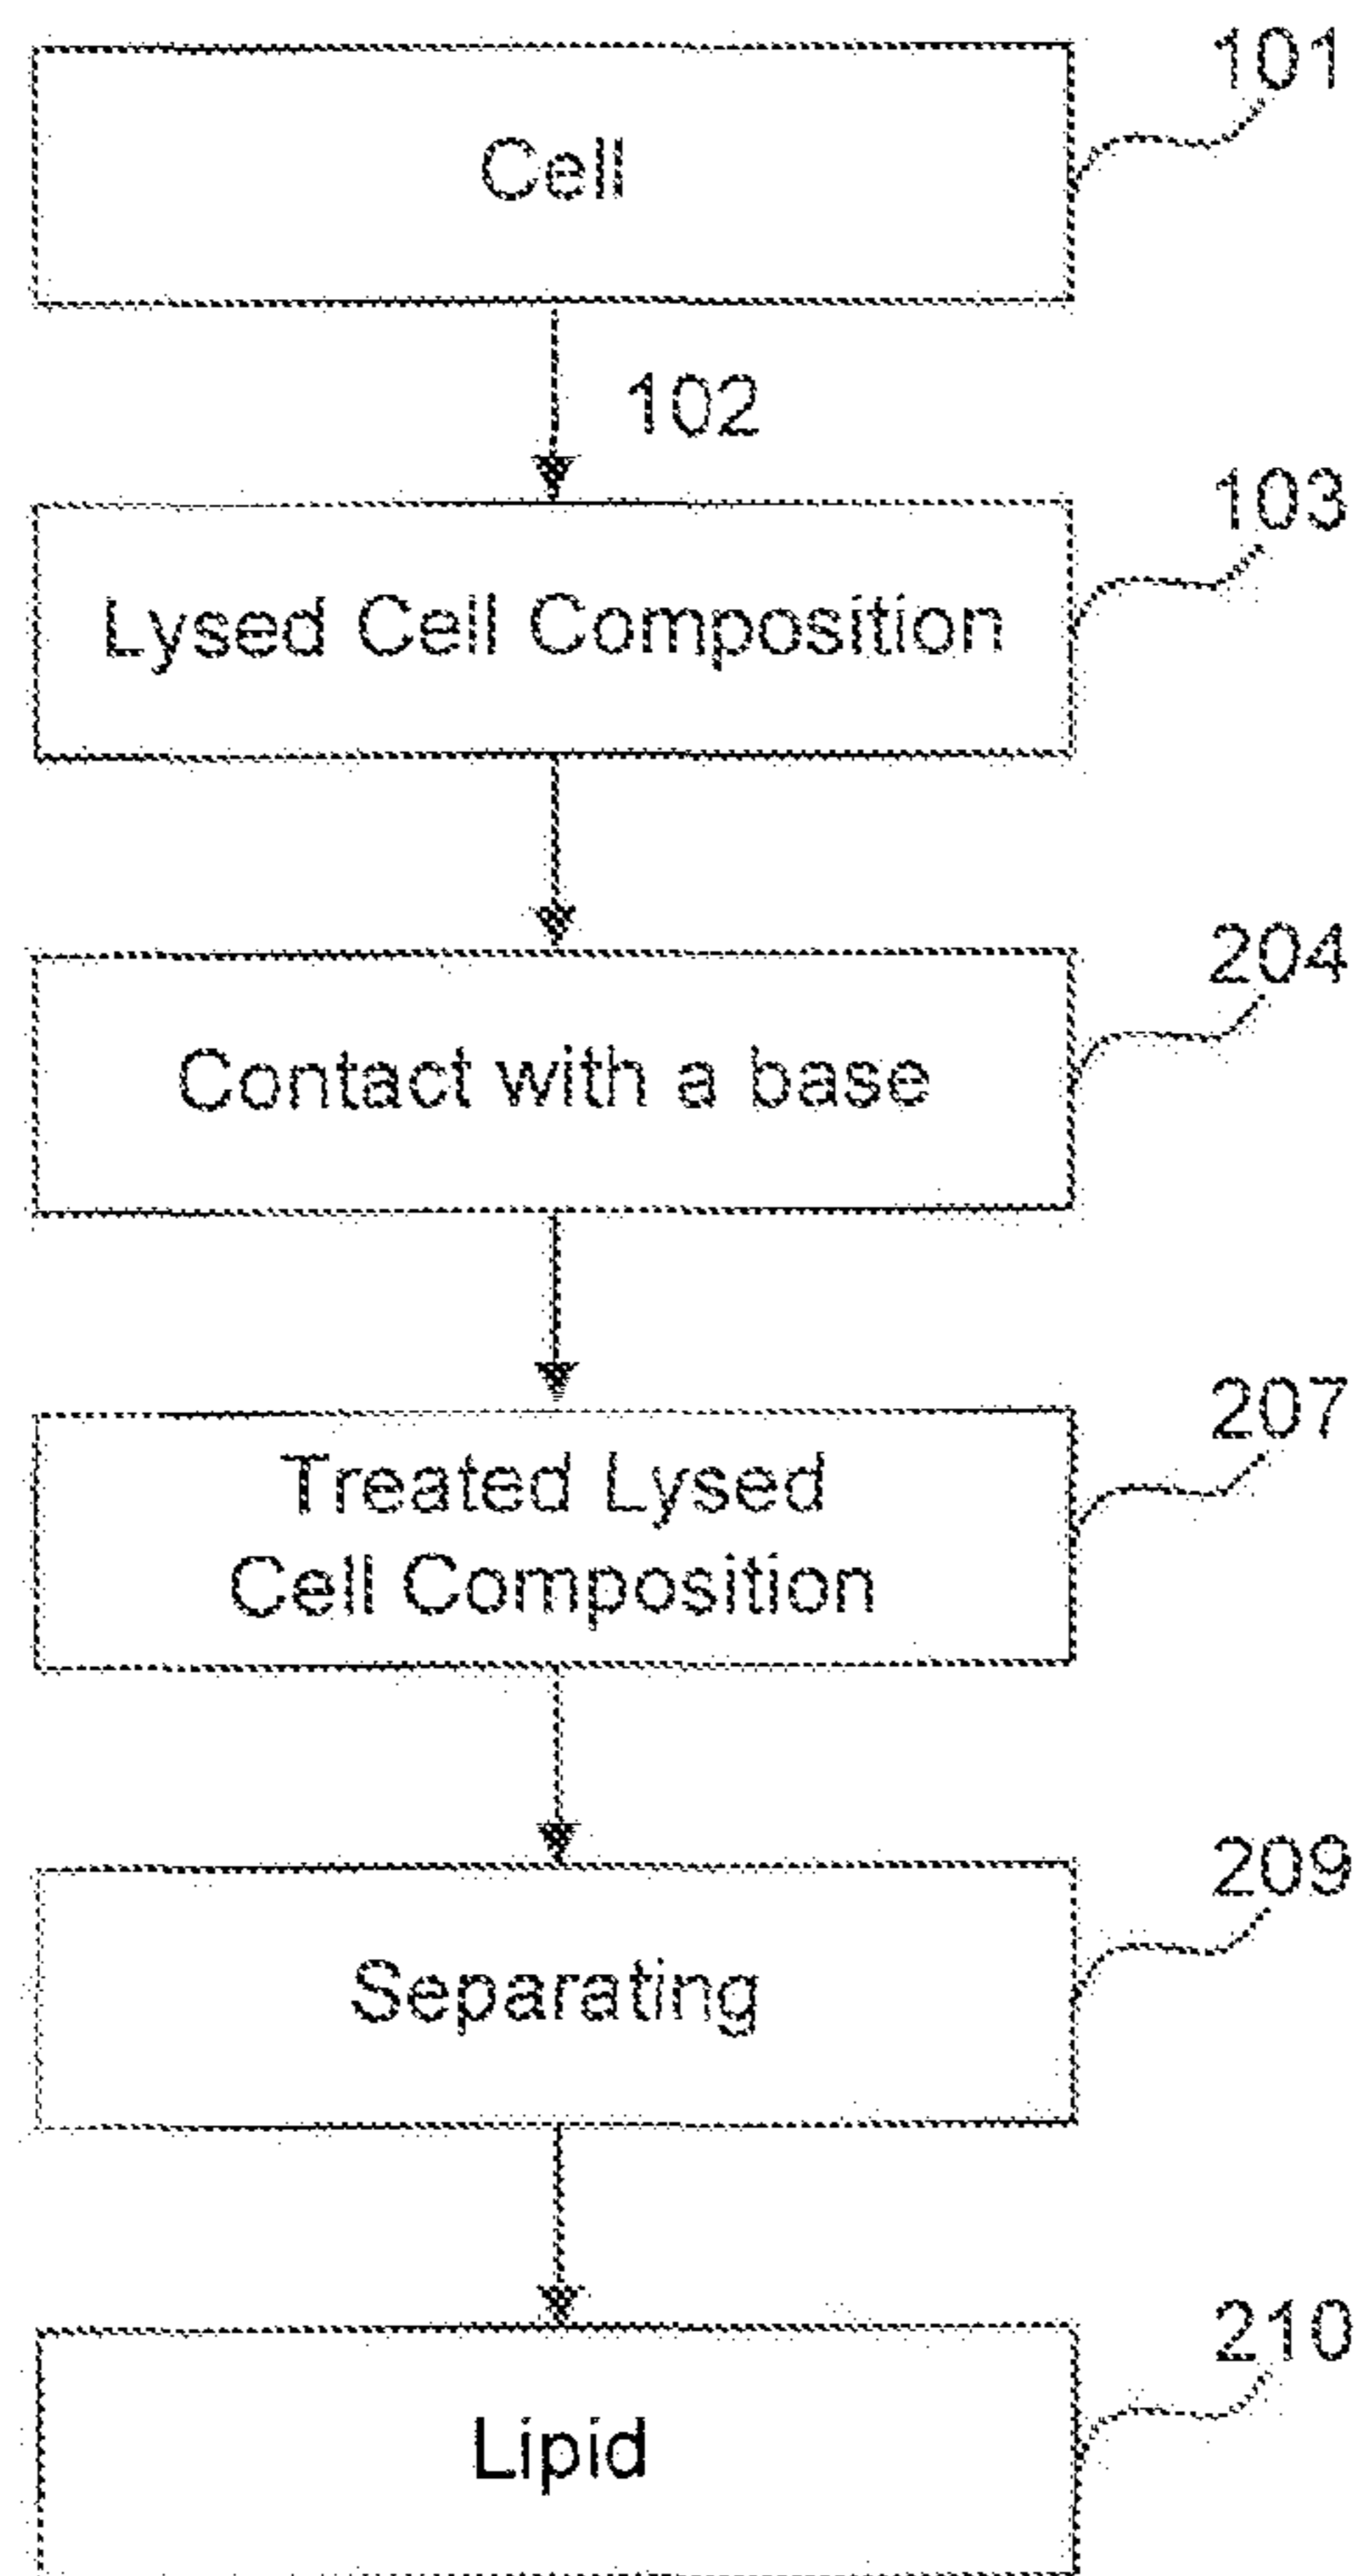 101
Cell
102
103
Lysed Cell Composition
204
Contact with a base
207
Treated Lysed
Cell Composition
209
Separating
210
Lipid